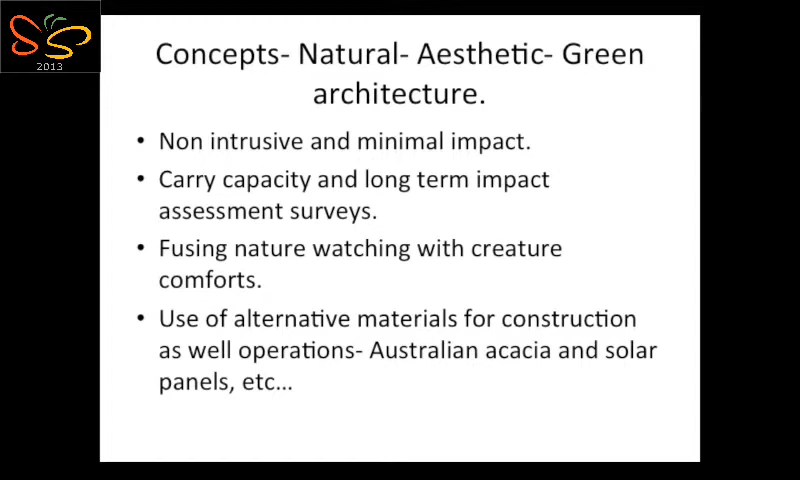 2013
Concepts- Natural- Aesthetic- Green
architecture.
• Non intrusive and minimal impact.
• Carry capacity and long term impact
assessment surveys.
• Fusing nature watching with creature
comforts.
• Use of alternative materials for construction
as well operations- Australian acacia and solar
panels, etc…